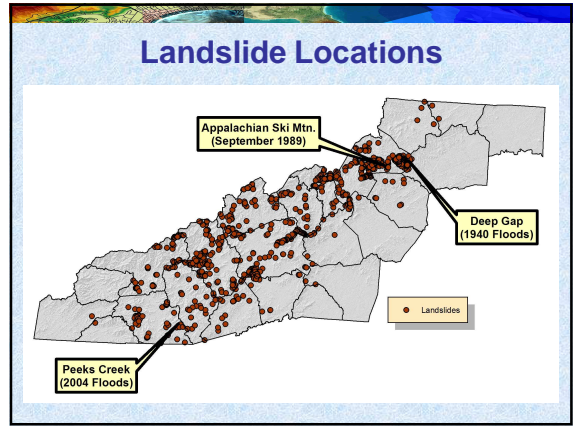 Landslide Locations
Appalachian Ski Mtn.
(September 1989)
Deep Gap
(1940 Floods)
Landslides
Peeks Creek
(2004 Floods)